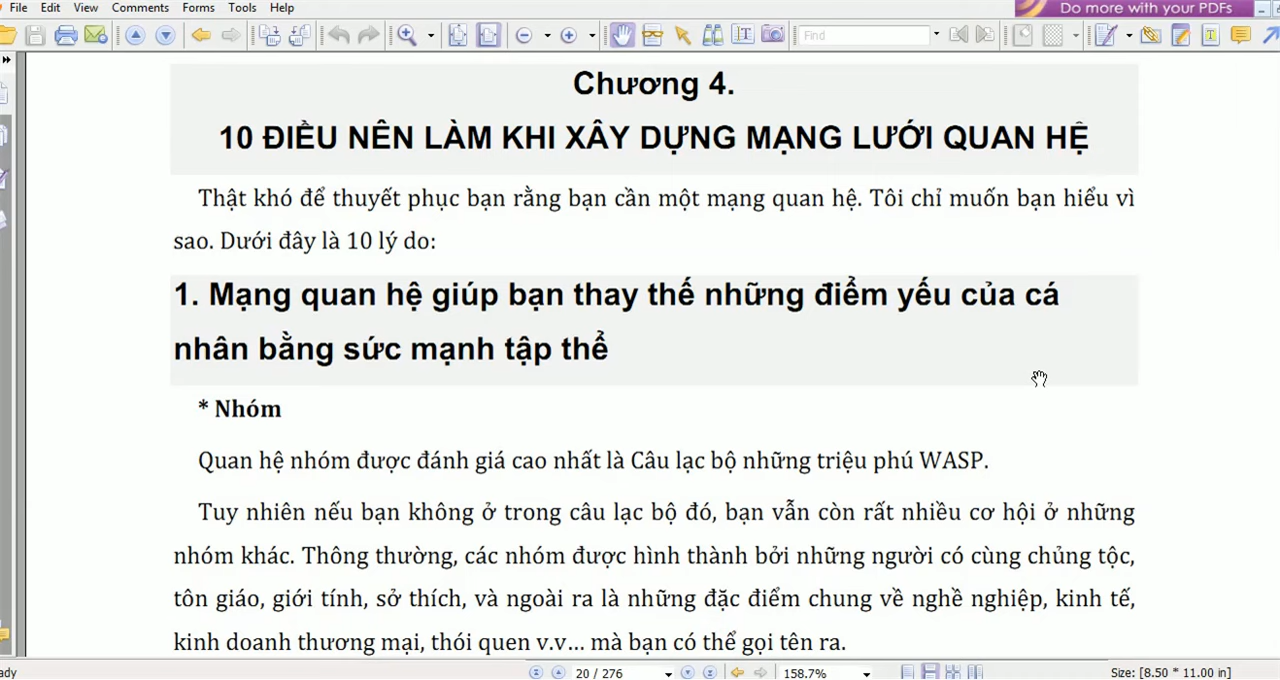 File Edit View Comments Forms Tools Help
Do more with your PDFs
Find
Chương 4.
10 ĐIỀU NÊN LÀM KHI XÂY DỰNG MẠNG LƯỚI QUAN HỆ
Thật khó để thuyết phục bạn rằng bạn cần một mạng quan hệ. Tôi chỉ muốn bạn hiểu vì
sao. Dưới đây là 10 lý do:
1. Mạng quan hệ giúp bạn thay thế những điểm yếu của cá
nhân bằng sức mạnh tập thể
* Nhóm
Quan hệ nhóm được đánh giá cao nhất là Câu lạc bộ những triệu phú WASP.
Tuy nhiên nếu bạn không ở trong câu lạc bộ đó, bạn vẫn còn rất nhiều cơ hội ở những
nhóm khác. Thông thường, các nhóm được hình thành bởi những người có cùng chủng tộc,
tôn giáo, giới tính, sở thích, và ngoài ra là những đặc điểm chung về nghề nghiệp, kinh tế,
kinh doanh thương mại, thói quen v.v... mà bạn có thể gọi tên ra.
ady 20 / 276 158.7% Size: [8.50 * 11.00 in]